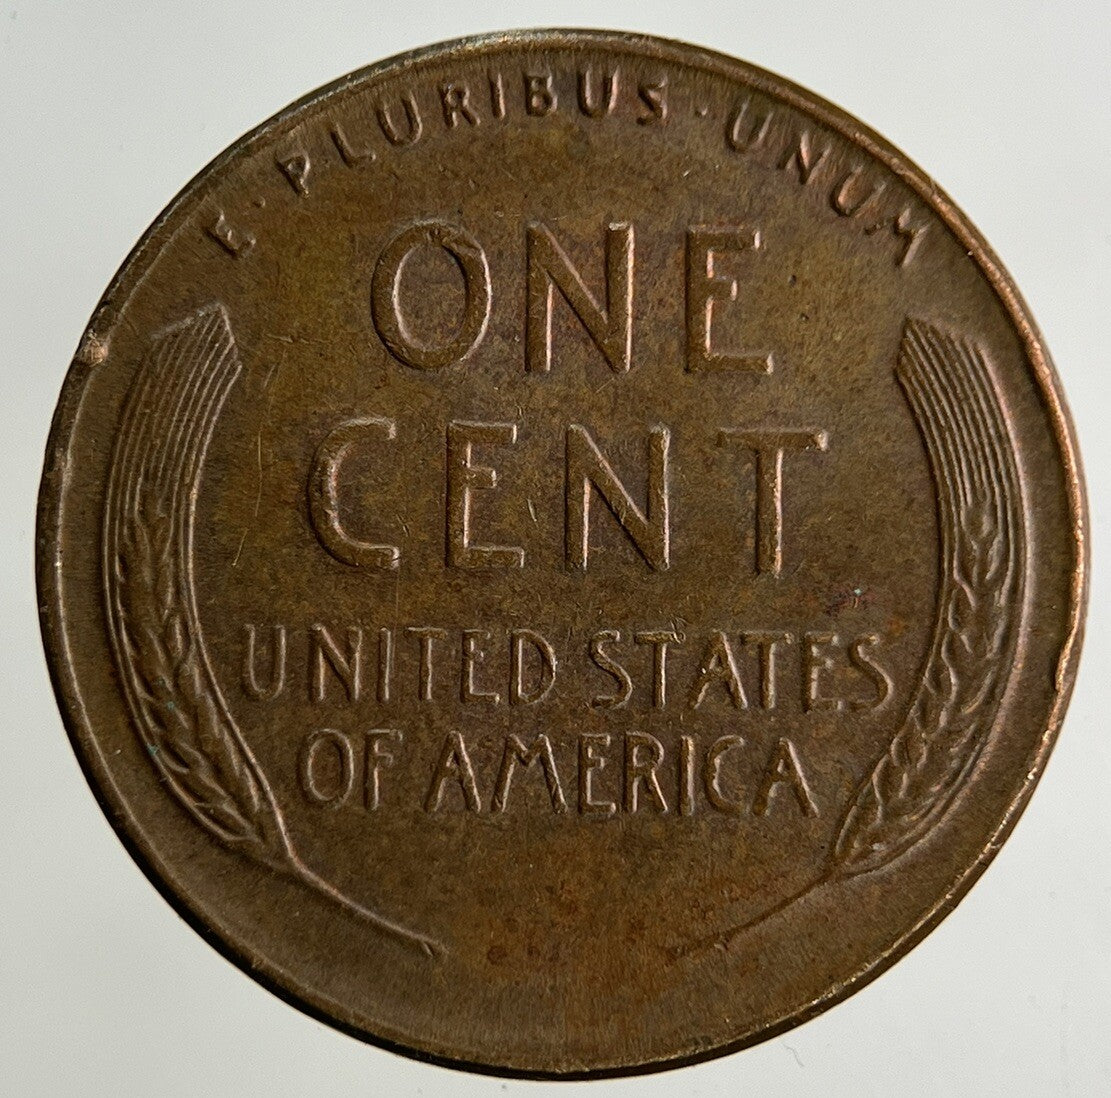 E · PLURIBUS · UNUM
ONE
CENT
UNITED STATES
OF AMERICA